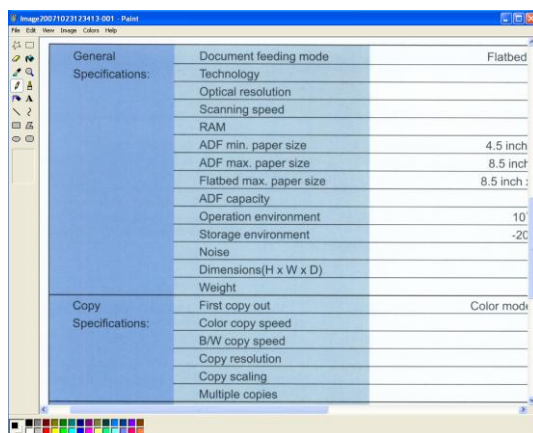 Image20071023123413-001 - Paint
File Edit View Image Colors Help
General Document feeding mode Flatbed
Specifications: Technology
Optical resolution
Scanning speed
RAM
ADF min. paper size 4.5 inch
ADF max. paper size 8.5 inch
Flatbed max. paper size 8.5 inch
ADF capacity
Operation environment 10°
Storage environment -20
Noise
Dimensions(H x W x D)
Weight
Copy First copy out Color mode
Specifications: Color copy speed
B/W copy speed
Copy resolution
Copy scaling
Multiple copies